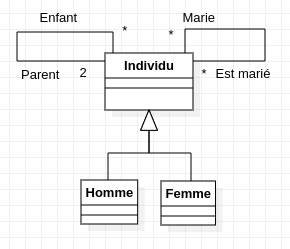 Enfant
Marie
*
*
Individu
Parent
2
*
Est marié
Homme
Femme